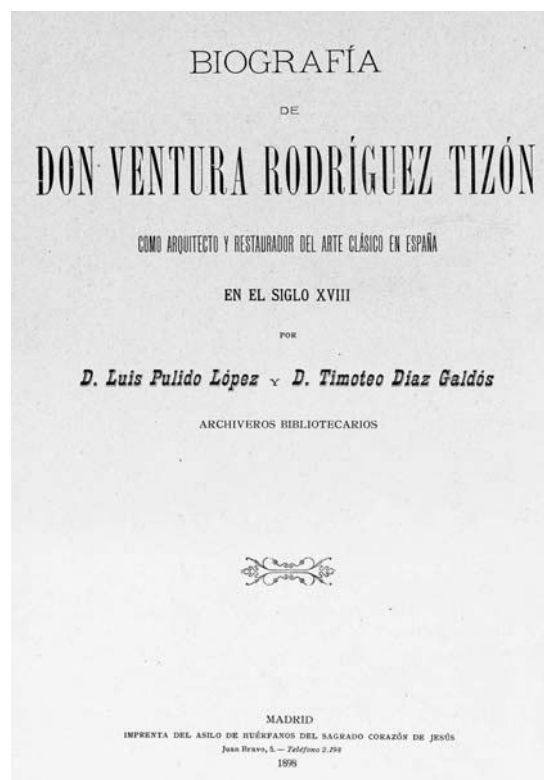 BIOGRAFÍA
DE
DON VENTURA RODRÍGUEZ TIZÓN
COMO ARQUITECTO Y RESTAURADOR DEL ARTE CLÁSICO EN ESPAÑA
EN EL SIGLO XVIII
POR
D. Luis Pulido López Y D. Timoteo Díaz Galdós
ARCHIVEROS BIBLIOTECARIOS
MADRID
IMPRENTA DEL ASILO DE HUÉRFANOS DEL SAGRADO CORAZÓN DE JESÚS
Juan Bravo, 5.—Teléfono 2.198
1898